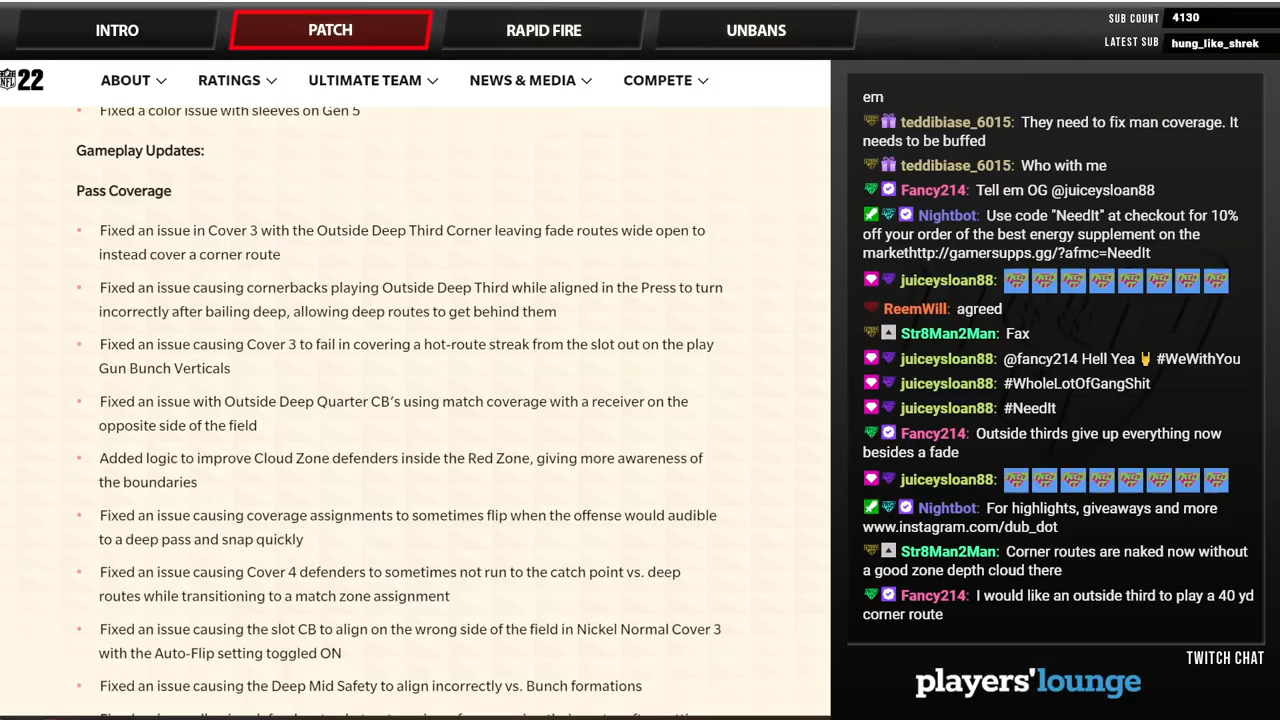 INTRO
PATCH
RAPID FIRE
UNBANS
SUB COUNT 4130
LATEST SUB hung_like_shrek
NFL 22
ABOUT
RATINGS
ULTIMATE TEAM
NEWS & MEDIA
COMPETE
Fixed a color issue with sleeves on Gen 5
Gameplay Updates:
Pass Coverage
Fixed an issue in Cover 3 with the Outside Deep Third Corner leaving fade routes wide open to
instead cover a corner route
Fixed an issue causing cornerbacks playing Outside Deep Third while aligned in the Press to turn
incorrectly after bailing deep, allowing deep routes to get behind them
Fixed an issue causing Cover 3 to fail in covering a hot-route streak from the slot out on the play
Gun Bunch Verticals
Fixed an issue with Outside Deep Quarter CB's using match coverage with a receiver on the
opposite side of the field
Added logic to improve Cloud Zone defenders inside the Red Zone, giving more awareness of
the boundaries
Fixed an issue causing coverage assignments to sometimes flip when the offense would audible
to a deep pass and snap quickly
Fixed an issue causing Cover 4 defenders to sometimes not run to the catch point vs. deep
routes while transitioning to a match zone assignment
Fixed an issue causing the slot CB to align on the wrong side of the field in Nickel Normal Cover 3
with the Auto-Flip setting toggled ON
Fixed an issue causing the Deep Mid Safety to align incorrectly vs. Bunch formations
em
teddibiase_6015: They need to fix man coverage. It
needs to be buffed
teddibiase_6015: Who with me
Fancy214: Tell em OG @juiceysloan88
Nightbot: Use code "NeedIt" at checkout for 10%
off your order of the best energy supplement on the
markethttp://gamersupps.gg/?afmc=NeedIt
juiceysloan88:
ReemWill: agreed
Str8Man2Man: Fax
juiceysloan88: @fancy214 Hell Yea 🤘 #WeWithYou
juiceysloan88: #WholeLotOfGangShit
juiceysloan88: #NeedIt
Fancy214: Outside thirds give up everything now
besides a fade
juiceysloan88:
Nightbot: For highlights, giveaways and more
www.instagram.com/dub_dot
Str8Man2Man: Corner routes are naked now without
a good zone depth cloud there
Fancy214: I would like an outside third to play a 40 yd
corner route
TWITCH CHAT
players'lounge